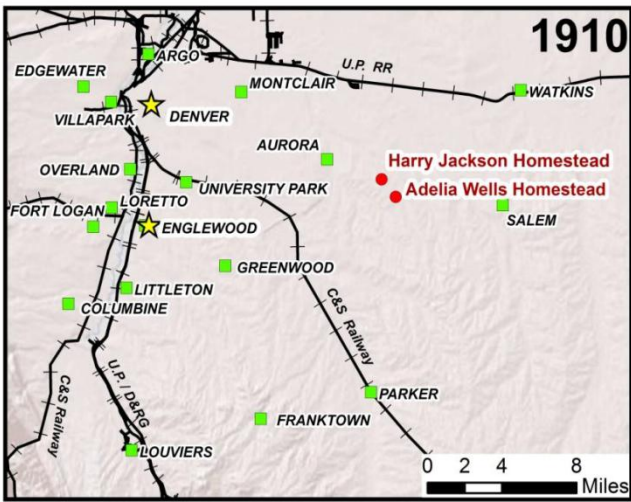 1910
ARGO
U.P. RR
EDGEWATER
MONTCLAIR
WATKINS
VILLAPARK
DENVER
AURORA
Harry Jackson Homestead
OVERLAND
UNIVERSITY PARK
Adelia Wells Homestead
LORETTO
FORT LOGAN
SALEM
ENGLEWOOD
GREENWOOD
LITTLETON
C&S Railway
COLUMBINE
U.P. / D&RG
C&S Railway
PARKER
FRANKTOWN
LOUVIERS
0 2 4 8
Miles